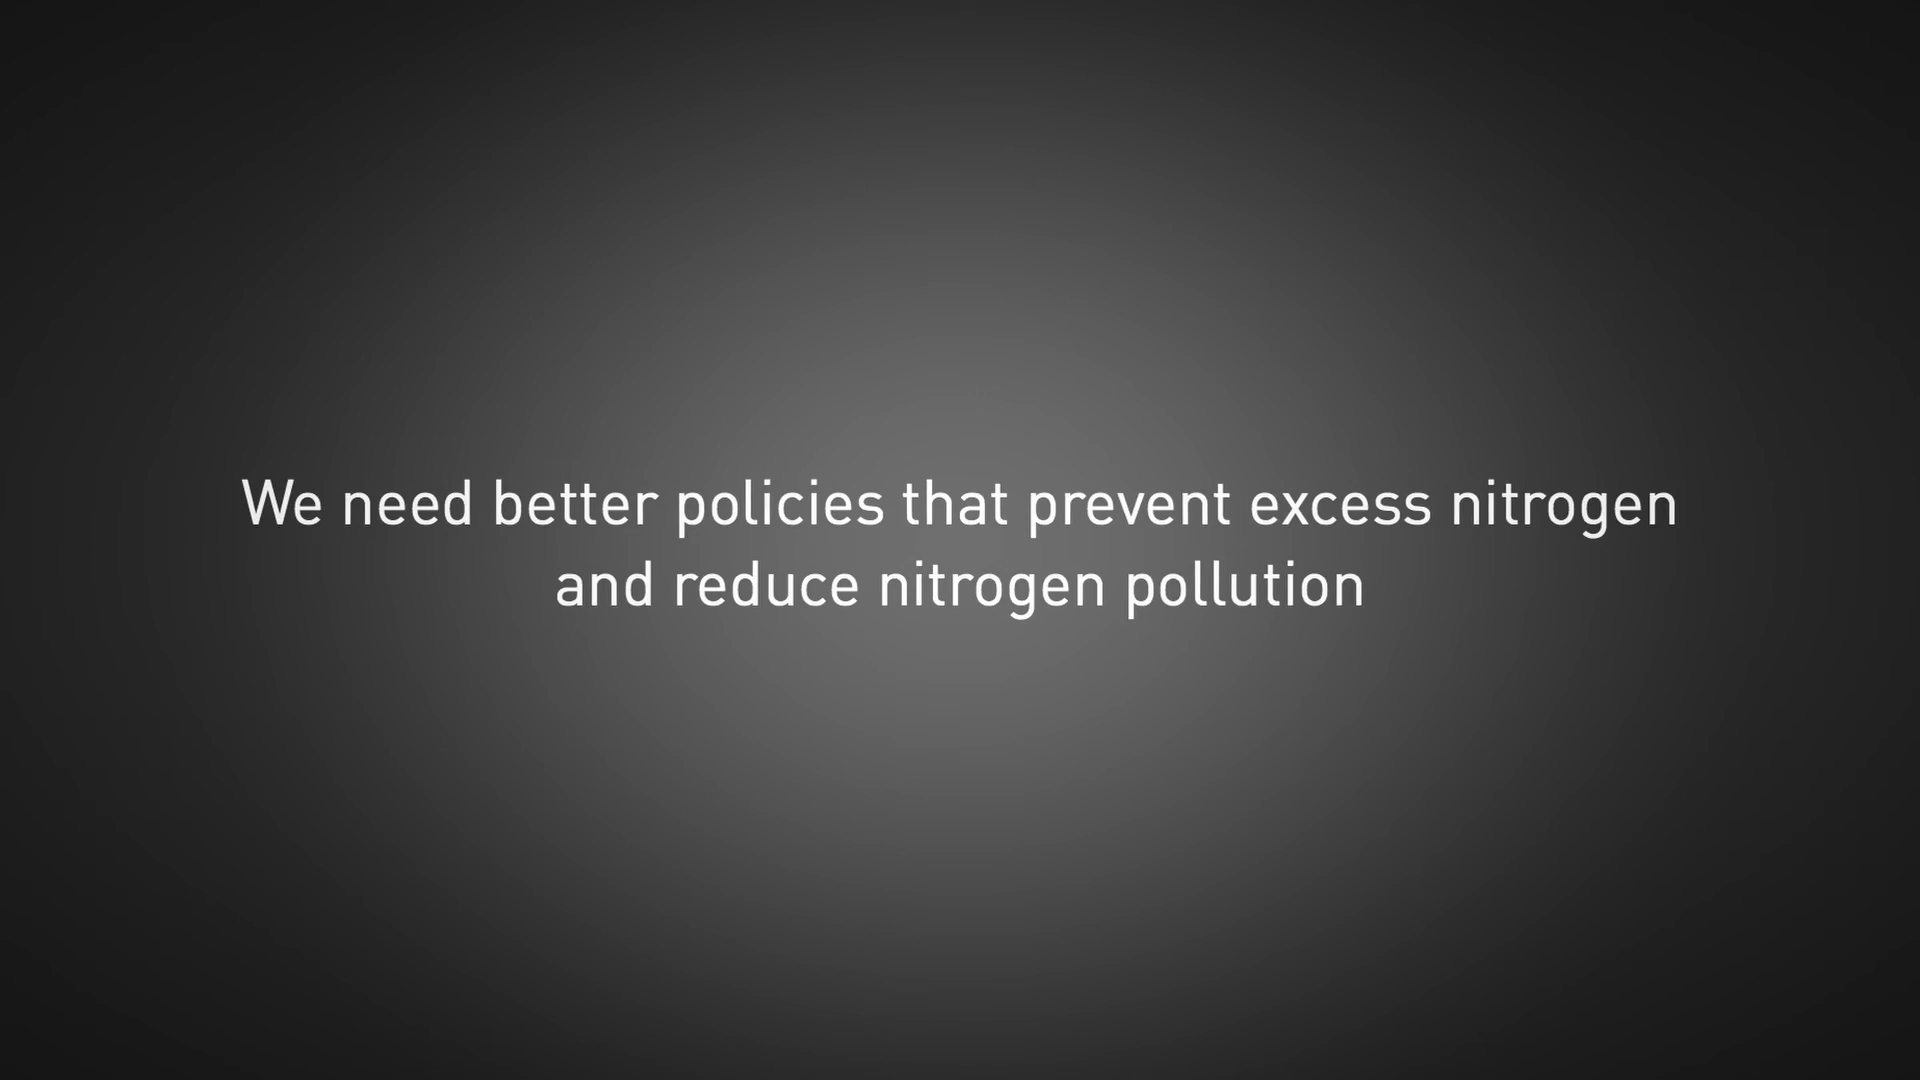 We need better policies that prevent excess nitrogen
and reduce nitrogen pollution